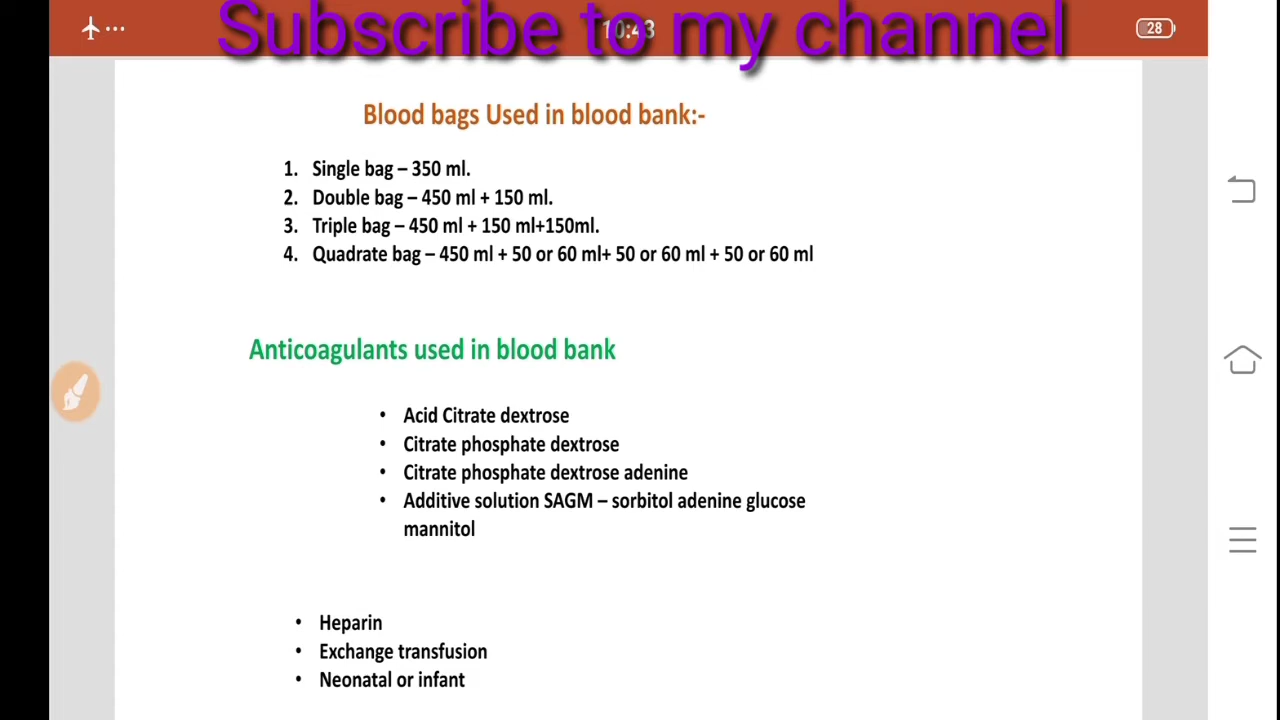 Subscribe to my channel
10:43
28
Blood bags Used in blood bank:-
1. Single bag – 350 ml.
2. Double bag – 450 ml + 150 ml.
3. Triple bag – 450 ml + 150 ml+150ml.
4. Quadrate bag – 450 ml + 50 or 60 ml+ 50 or 60 ml + 50 or 60 ml
Anticoagulants used in blood bank
• Acid Citrate dextrose
• Citrate phosphate dextrose
• Citrate phosphate dextrose adenine
• Additive solution SAGM – sorbitol adenine glucose
mannitol
• Heparin
• Exchange transfusion
• Neonatal or infant